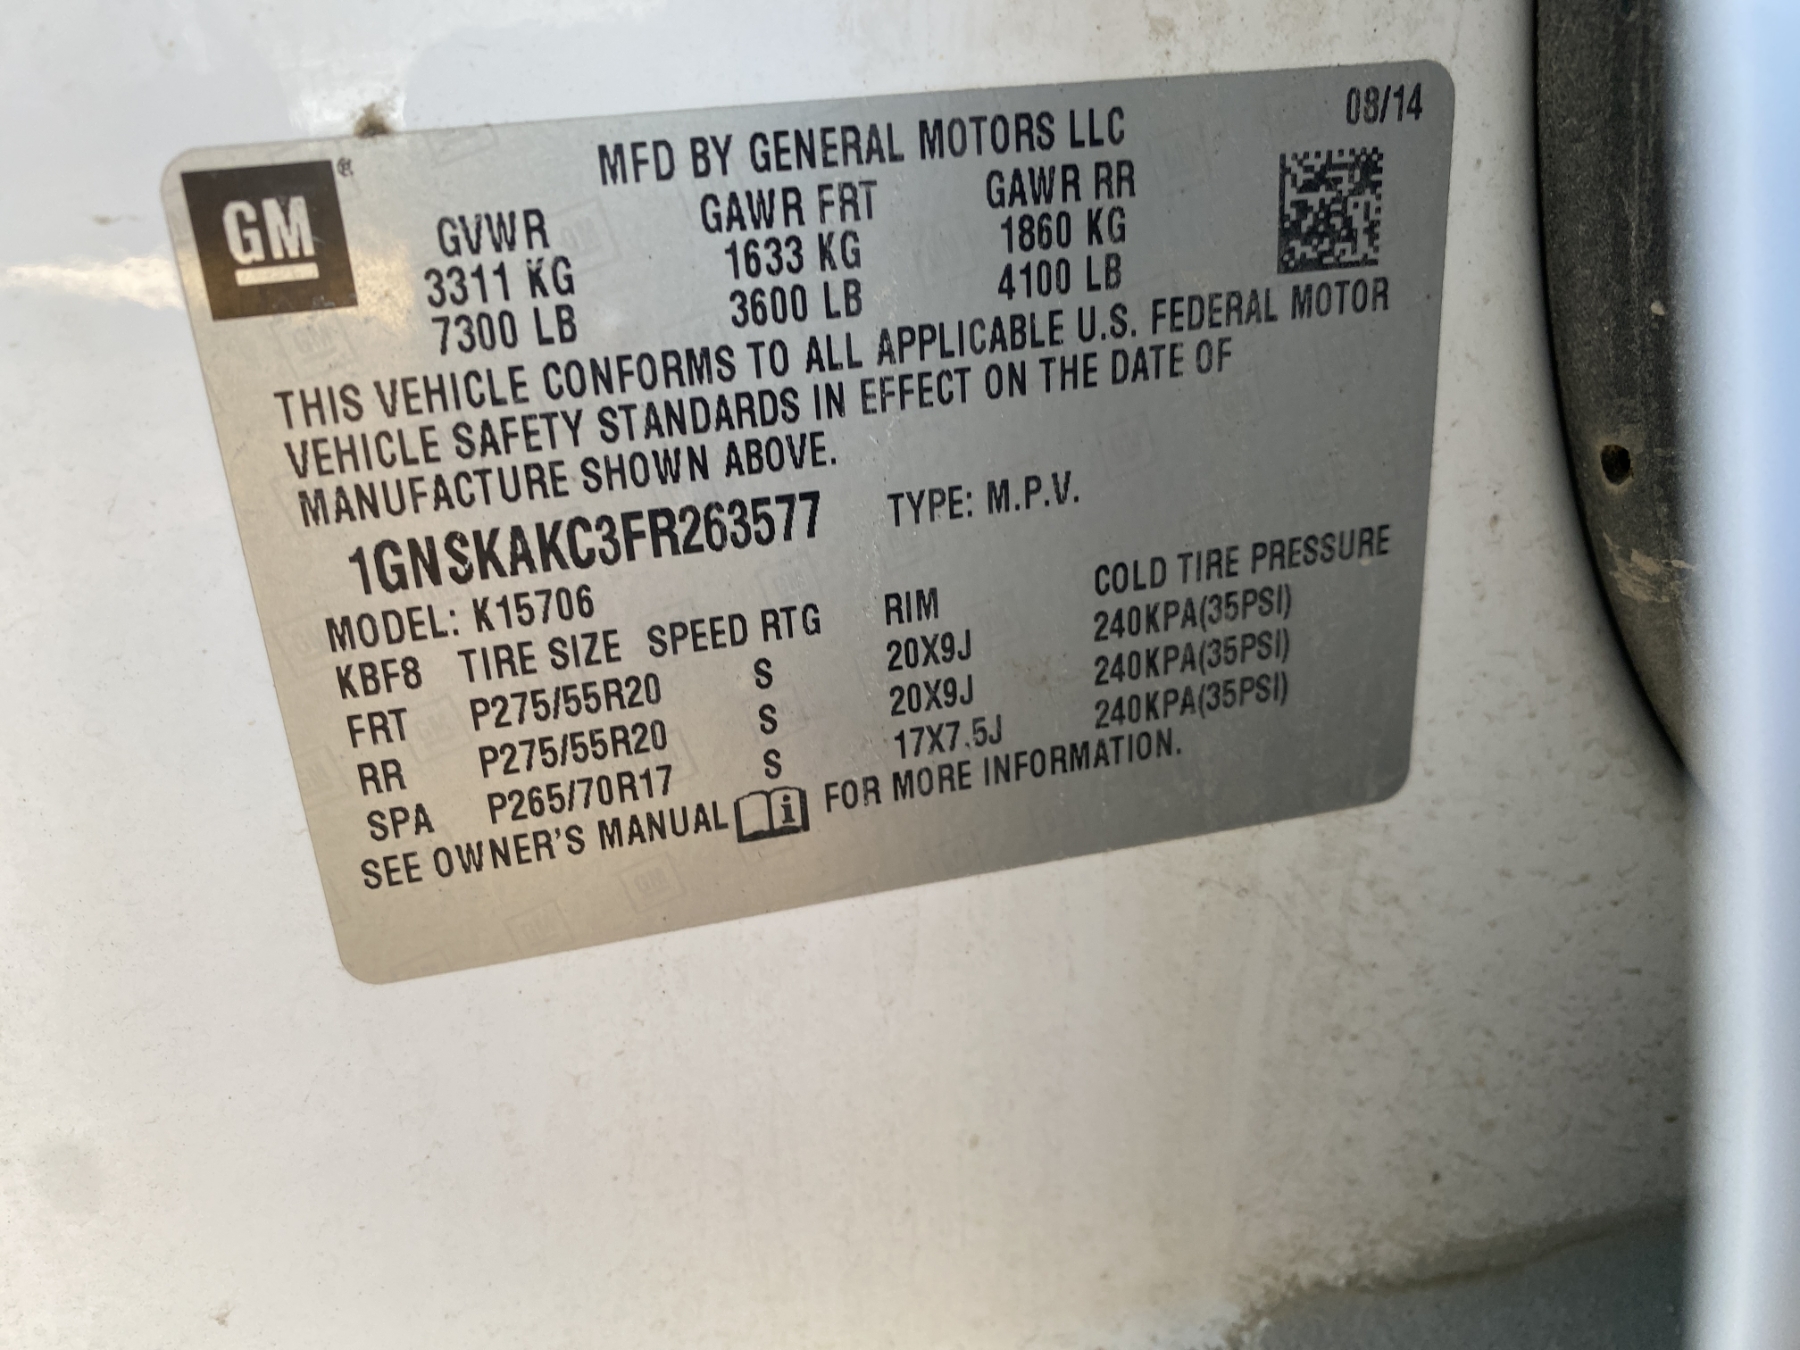 08/14
MFD BY GENERAL MOTORS LLC
GM ®
GVWR GAWR FRT GAWR RR
3311 KG 1633 KG 1860 KG
7300 LB 3600 LB 4100 LB
THIS VEHICLE CONFORMS TO ALL APPLICABLE U.S. FEDERAL MOTOR
VEHICLE SAFETY STANDARDS IN EFFECT ON THE DATE OF
MANUFACTURE SHOWN ABOVE.
1GNSKAKC3FR263577 TYPE: M.P.V.
MODEL: K15706
KBF8 TIRE SIZE SPEED RTG RIM COLD TIRE PRESSURE
FRT P275/55R20 S 20X9J 240KPA(35PSI)
RR P275/55R20 S 20X9J 240KPA(35PSI)
SPA P265/70R17 S 17X7.5J 240KPA(35PSI)
SEE OWNER'S MANUAL i FOR MORE INFORMATION.